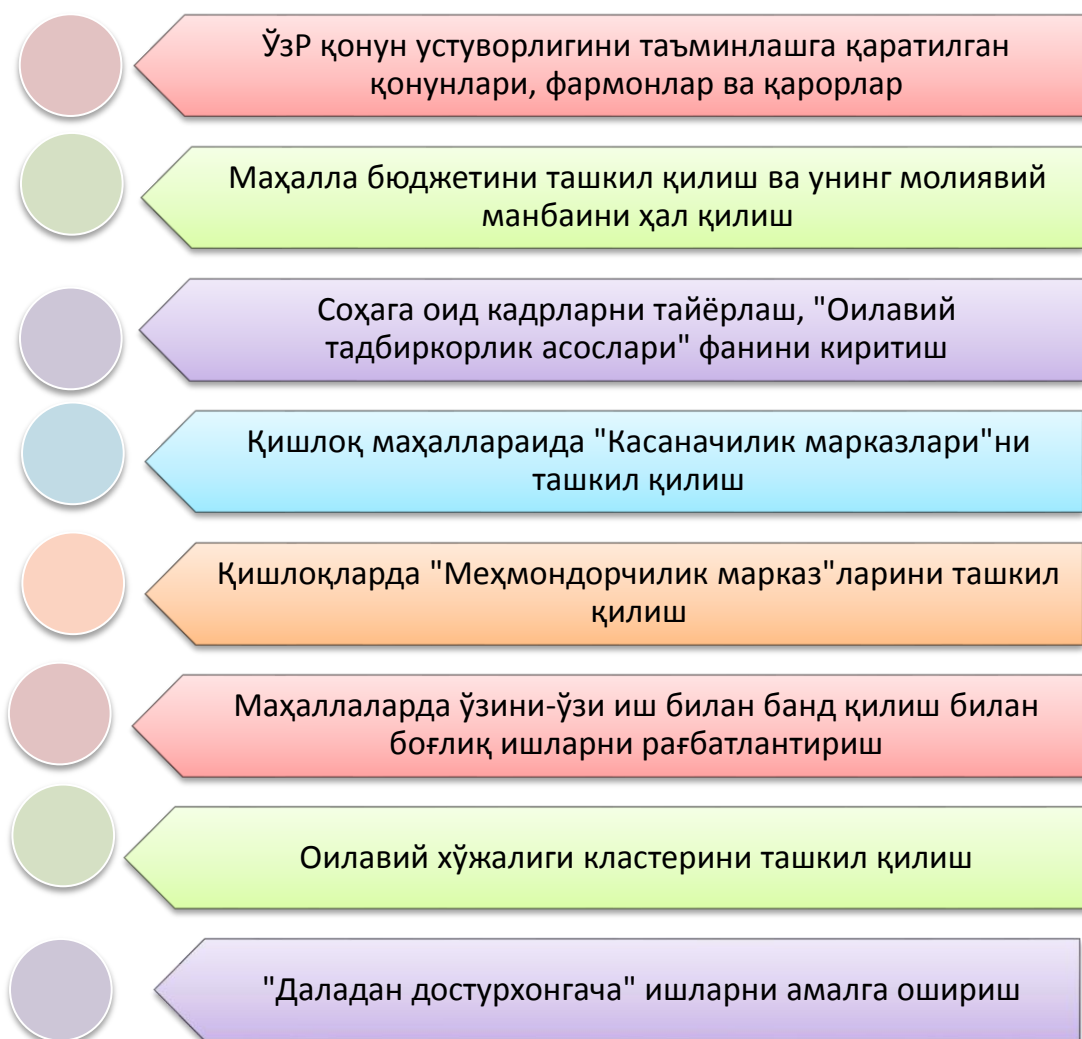 ЎзР қонун устуворлигини таъминлашга қаратилган
қонунлари, фармонлар ва қарорлар
Маҳалла бюджетини ташкил қилиш ва унинг молиявий
манбаини ҳал қилиш
Соҳага оид кадрларни тайёрлаш, "Оилавий
тадбиркорлик асослари" фанини киритиш
Қишлоқ маҳаллараида "Касаначилик марказлари"ни
ташкил қилиш
Қишлоқларда "Меҳмондорчилик марказ"ларини ташкил
қилиш
Маҳаллаларда ўзини-ўзи иш билан банд қилиш билан
боғлиқ ишларни рағбатлантириш
Оилавий хўжалиги кластерини ташкил қилиш
"Даладан достурхонгача" ишларни амалга ошириш